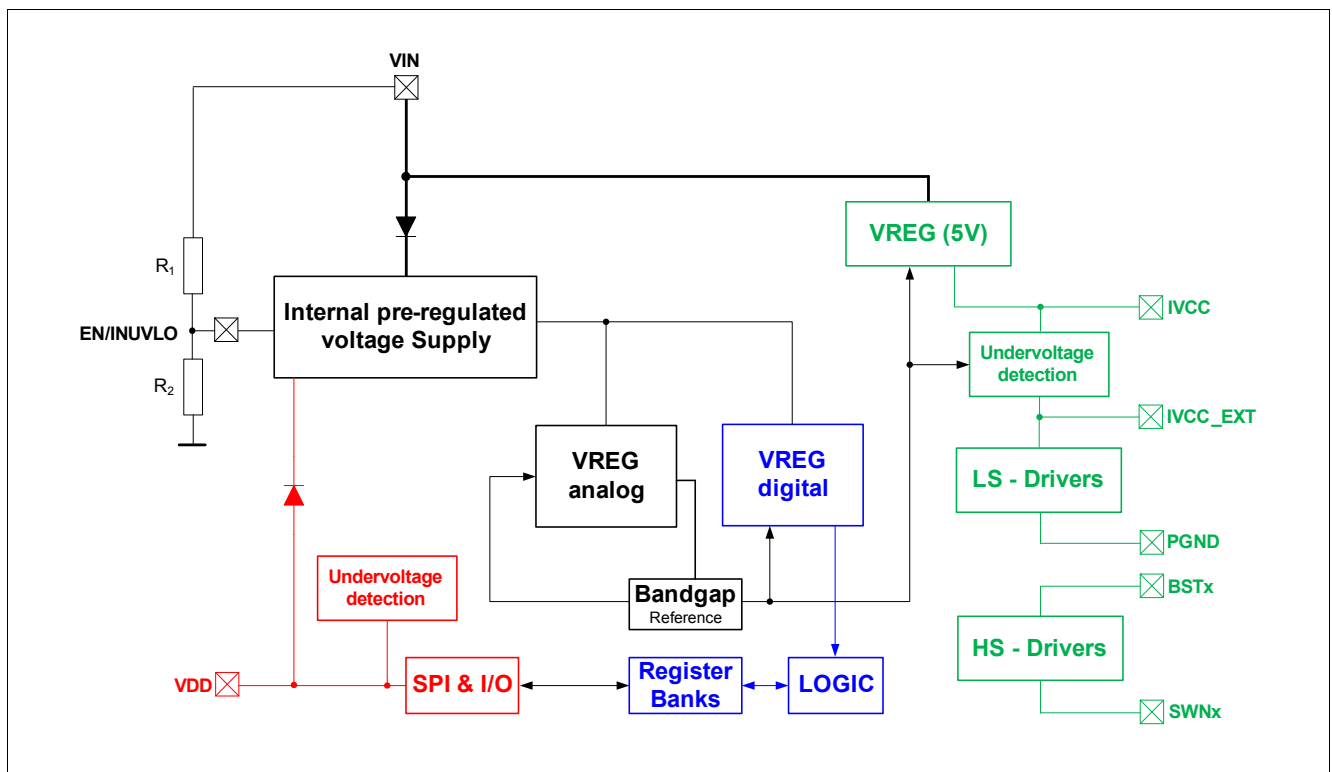 VIN
VREG (5V)
R₁
Internal pre-regulated
voltage Supply
IVCC
EN/INUVLO
Undervoltage
detection
R₂
IVCC_EXT
VREG
analog
VREG
digital
LS - Drivers
PGND
Undervoltage
detection
Bandgap
Reference
BSTx
HS - Drivers
VDD
SPI & I/O
Register
Banks
LOGIC
SWNx